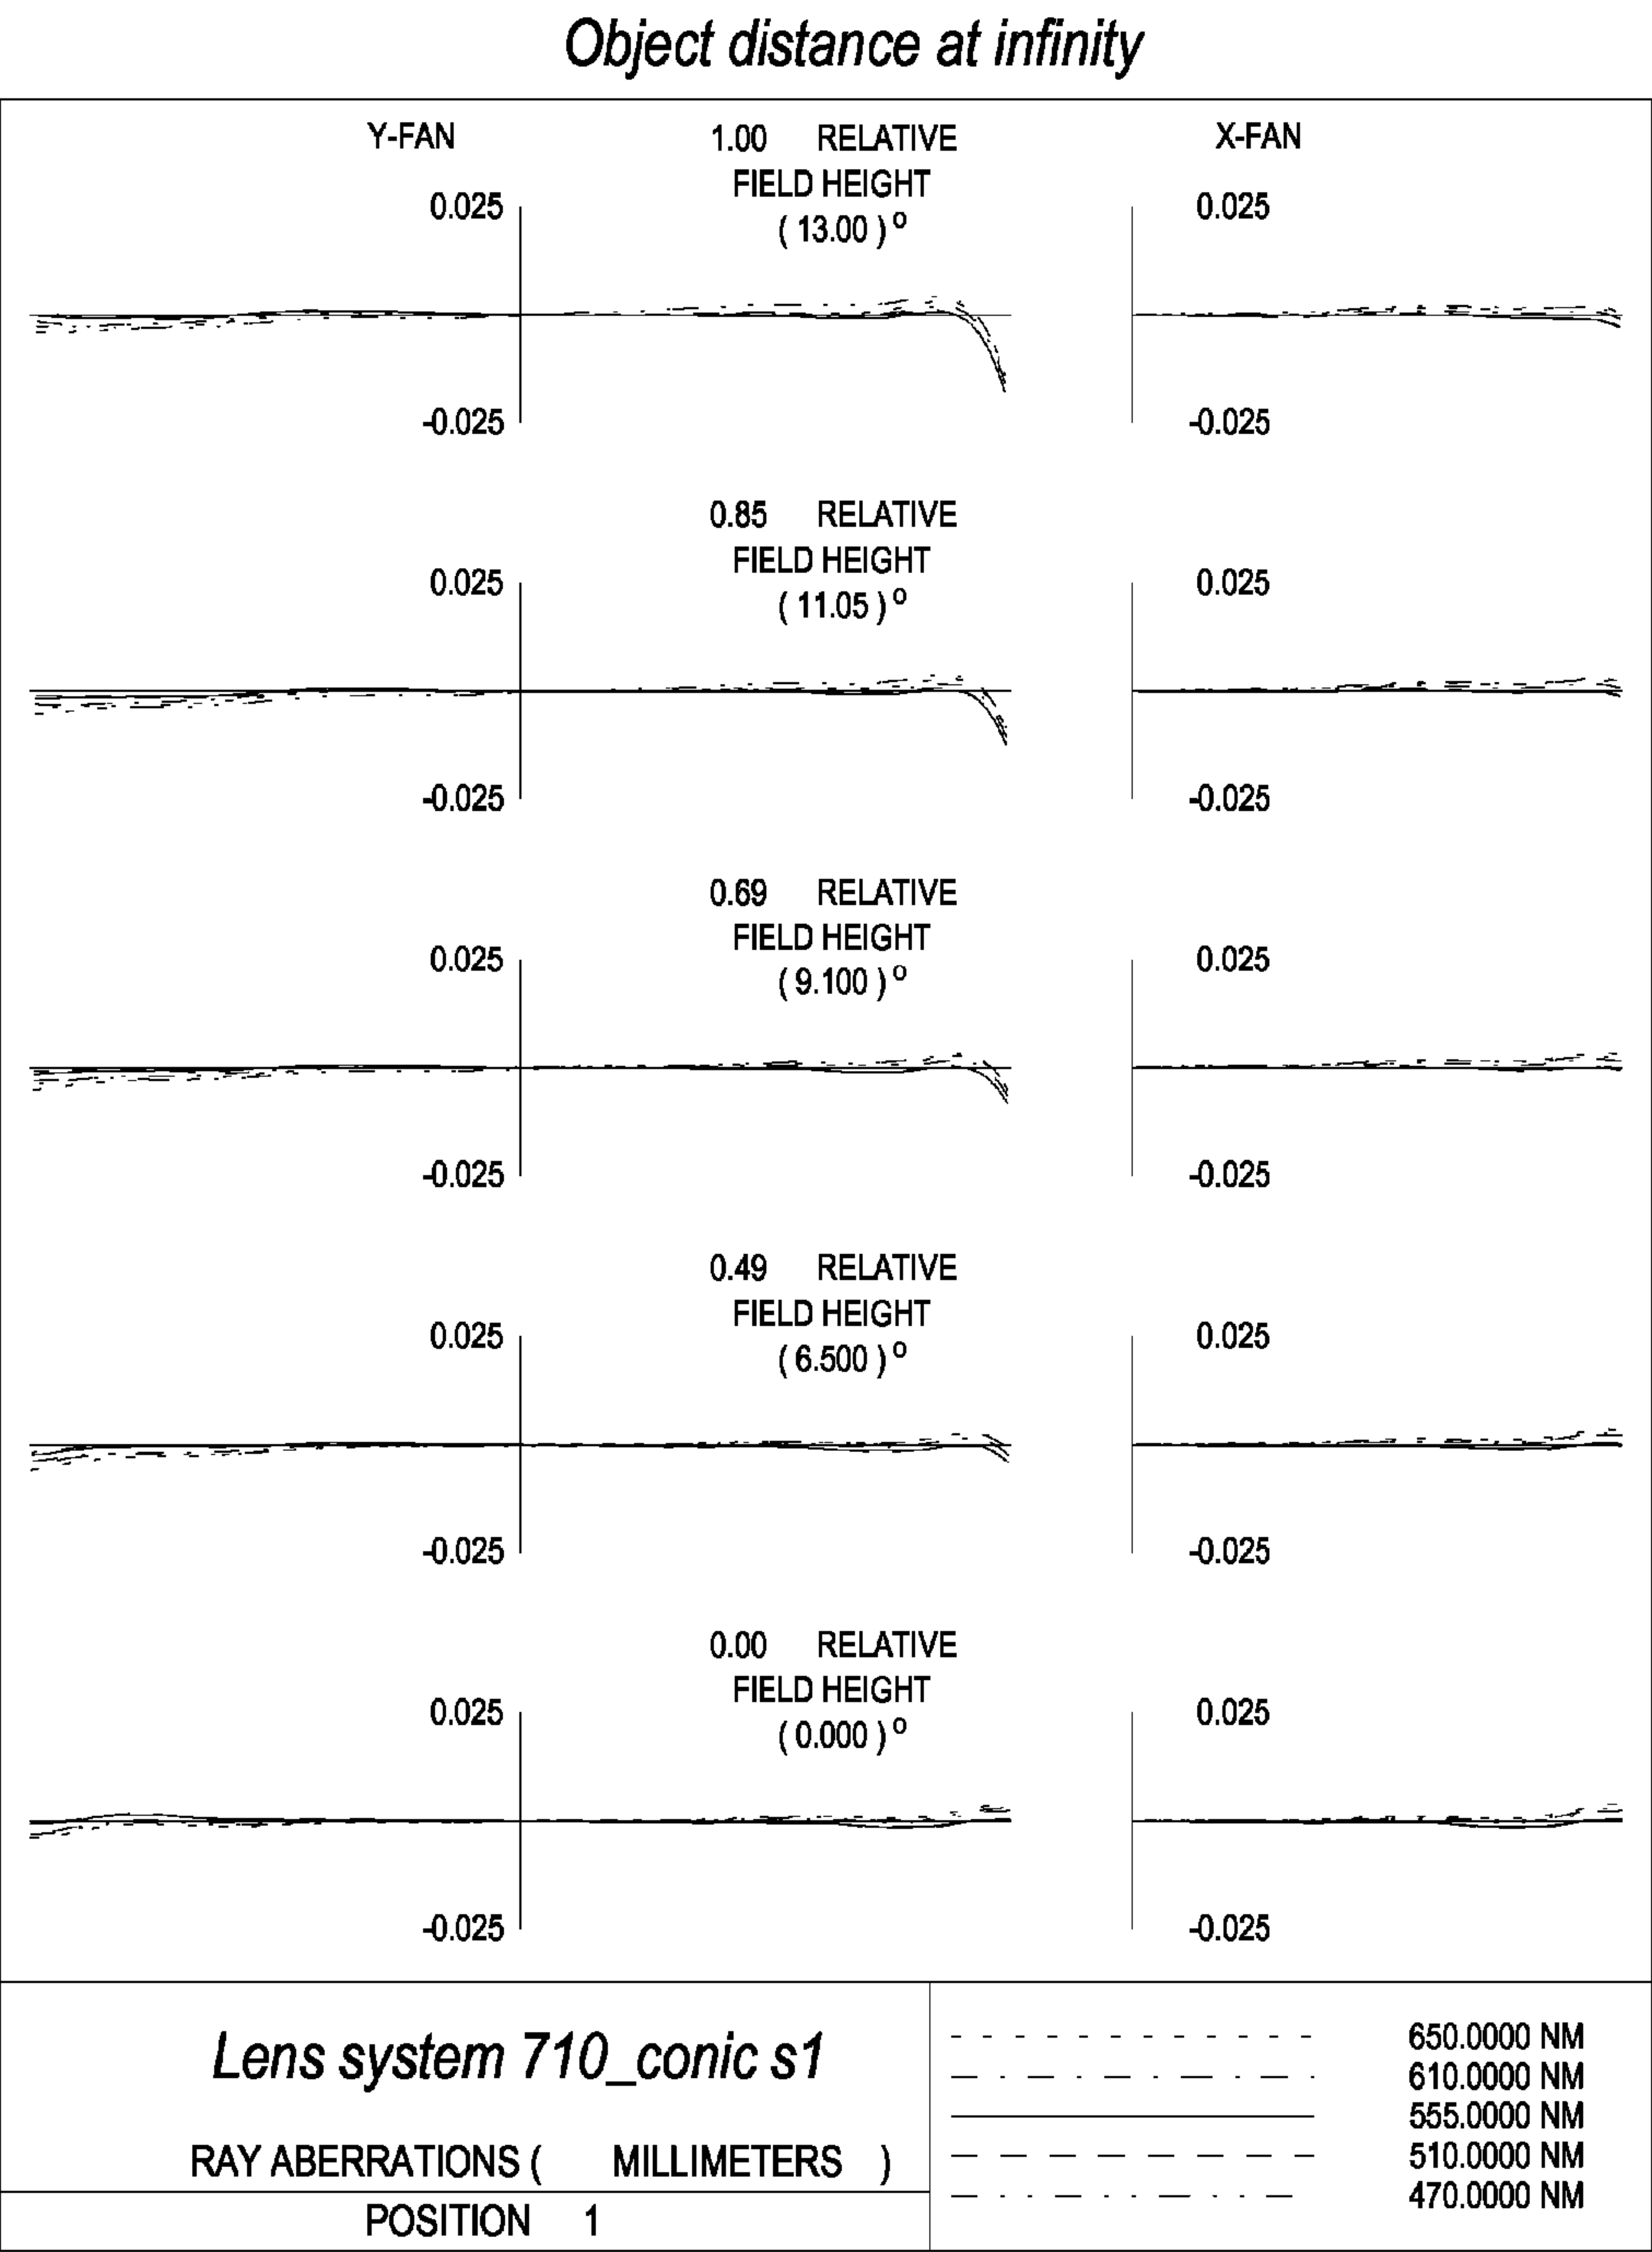 Object distance at infinity
Y-FAN 1.00 RELATIVE X-FAN
FIELD HEIGHT
( 13.00 ) o
0.025 0.025
-0.025 -0.025
0.85 RELATIVE
FIELD HEIGHT
( 11.05 ) o
0.025 0.025
-0.025 -0.025
0.69 RELATIVE
FIELD HEIGHT
( 9.100 ) o
0.025 0.025
-0.025 -0.025
0.49 RELATIVE
FIELD HEIGHT
( 6.500 ) o
0.025 0.025
-0.025 -0.025
0.00 RELATIVE
FIELD HEIGHT
( 0.000 ) o
0.025 0.025
-0.025 -0.025
Lens system 710_conic s1
RAY ABERRATIONS ( MILLIMETERS )
POSITION 1
650.0000 NM
610.0000 NM
555.0000 NM
510.0000 NM
470.0000 NM